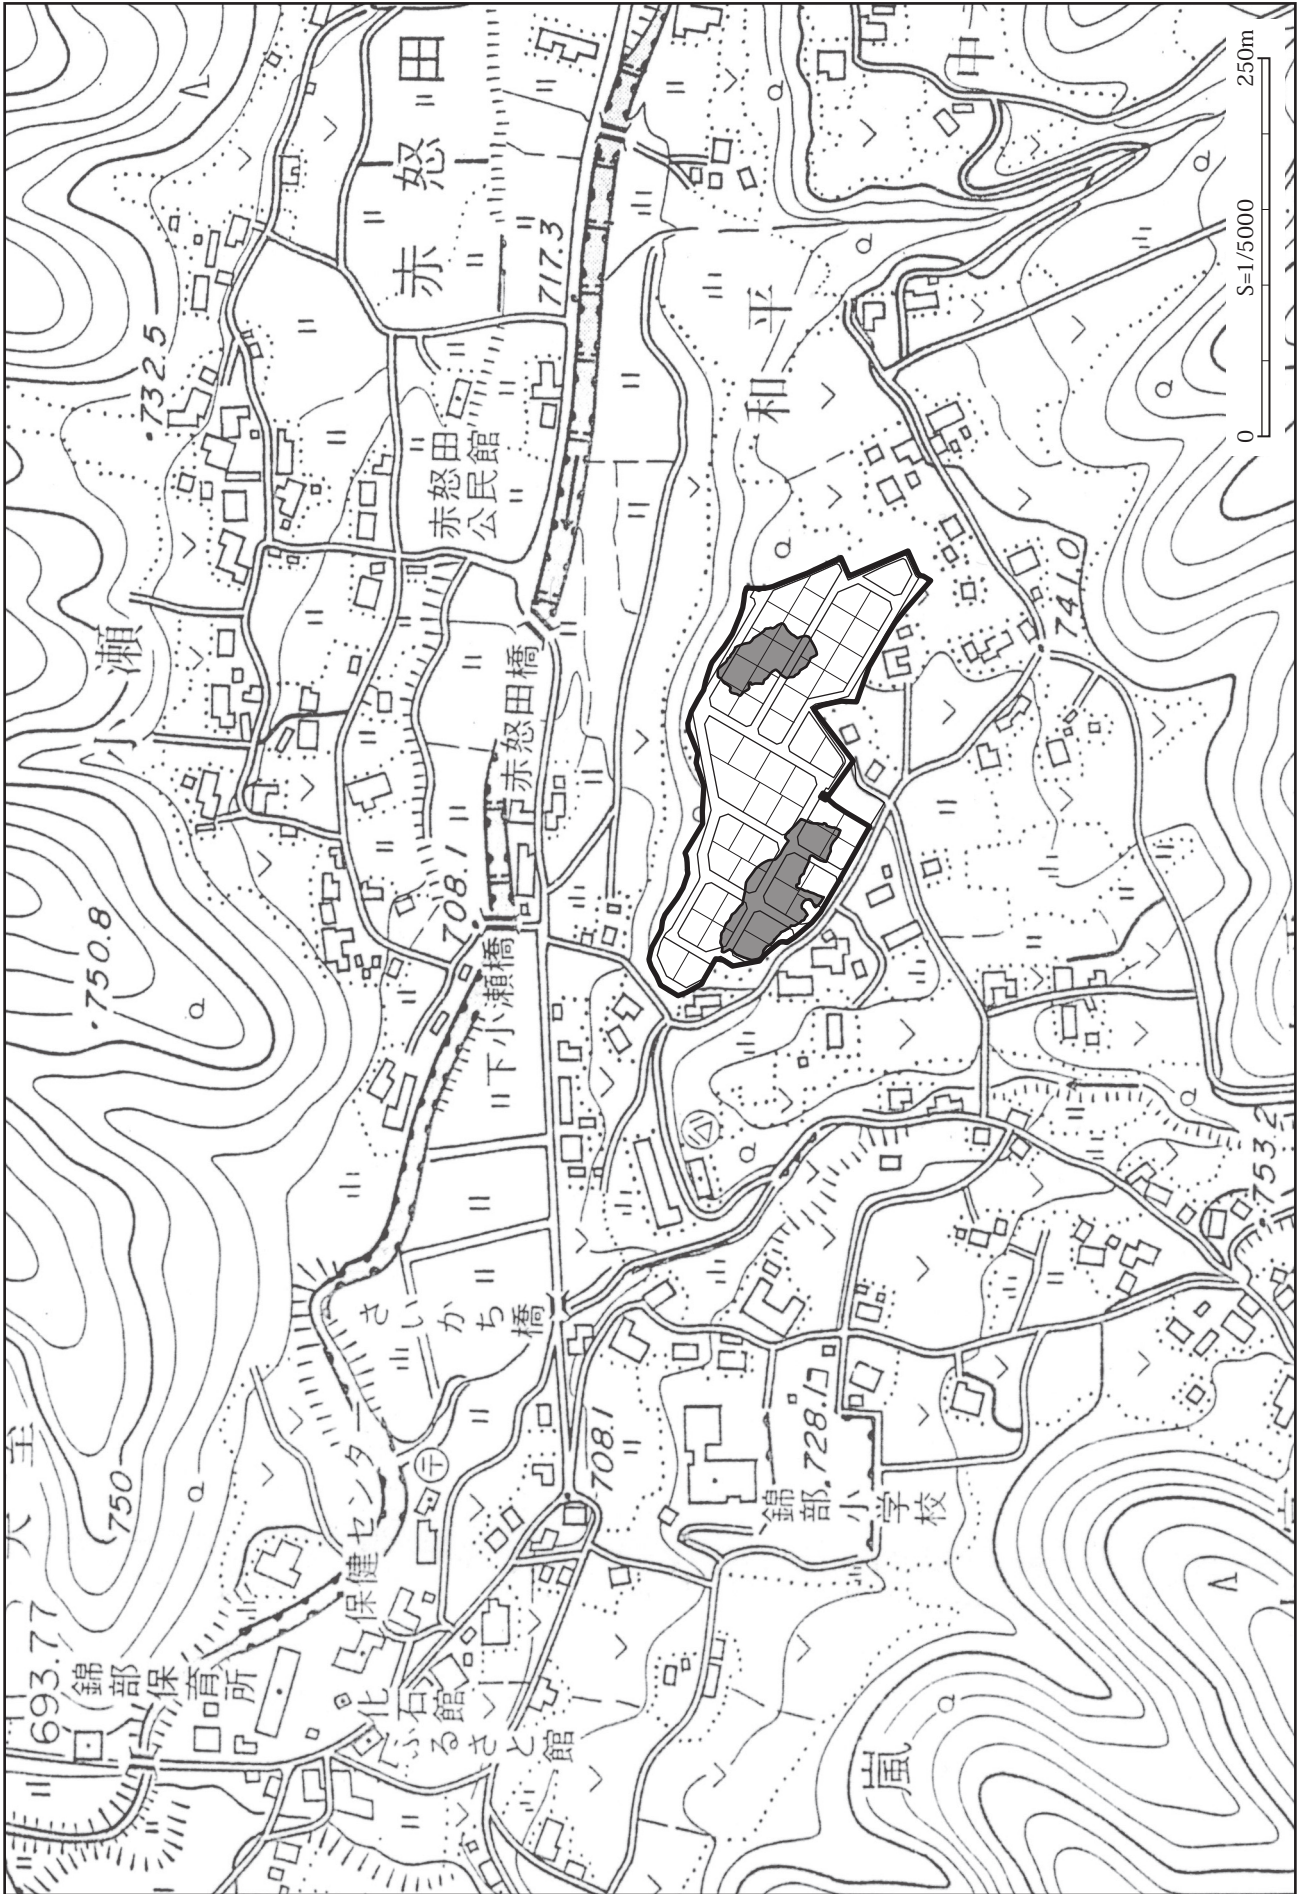 赤怒田
中
平和
小瀬
732.5
717.3
赤怒田
公民館
赤怒田橋
741.0
708.1
下小瀬橋
750.8
さいかち橋
753.2
750
保健センター
708.1
728.1
錦部小学校
693.77
錦部保育所
化石館
ふるさと館
嵐
0
250m
S=1/5000